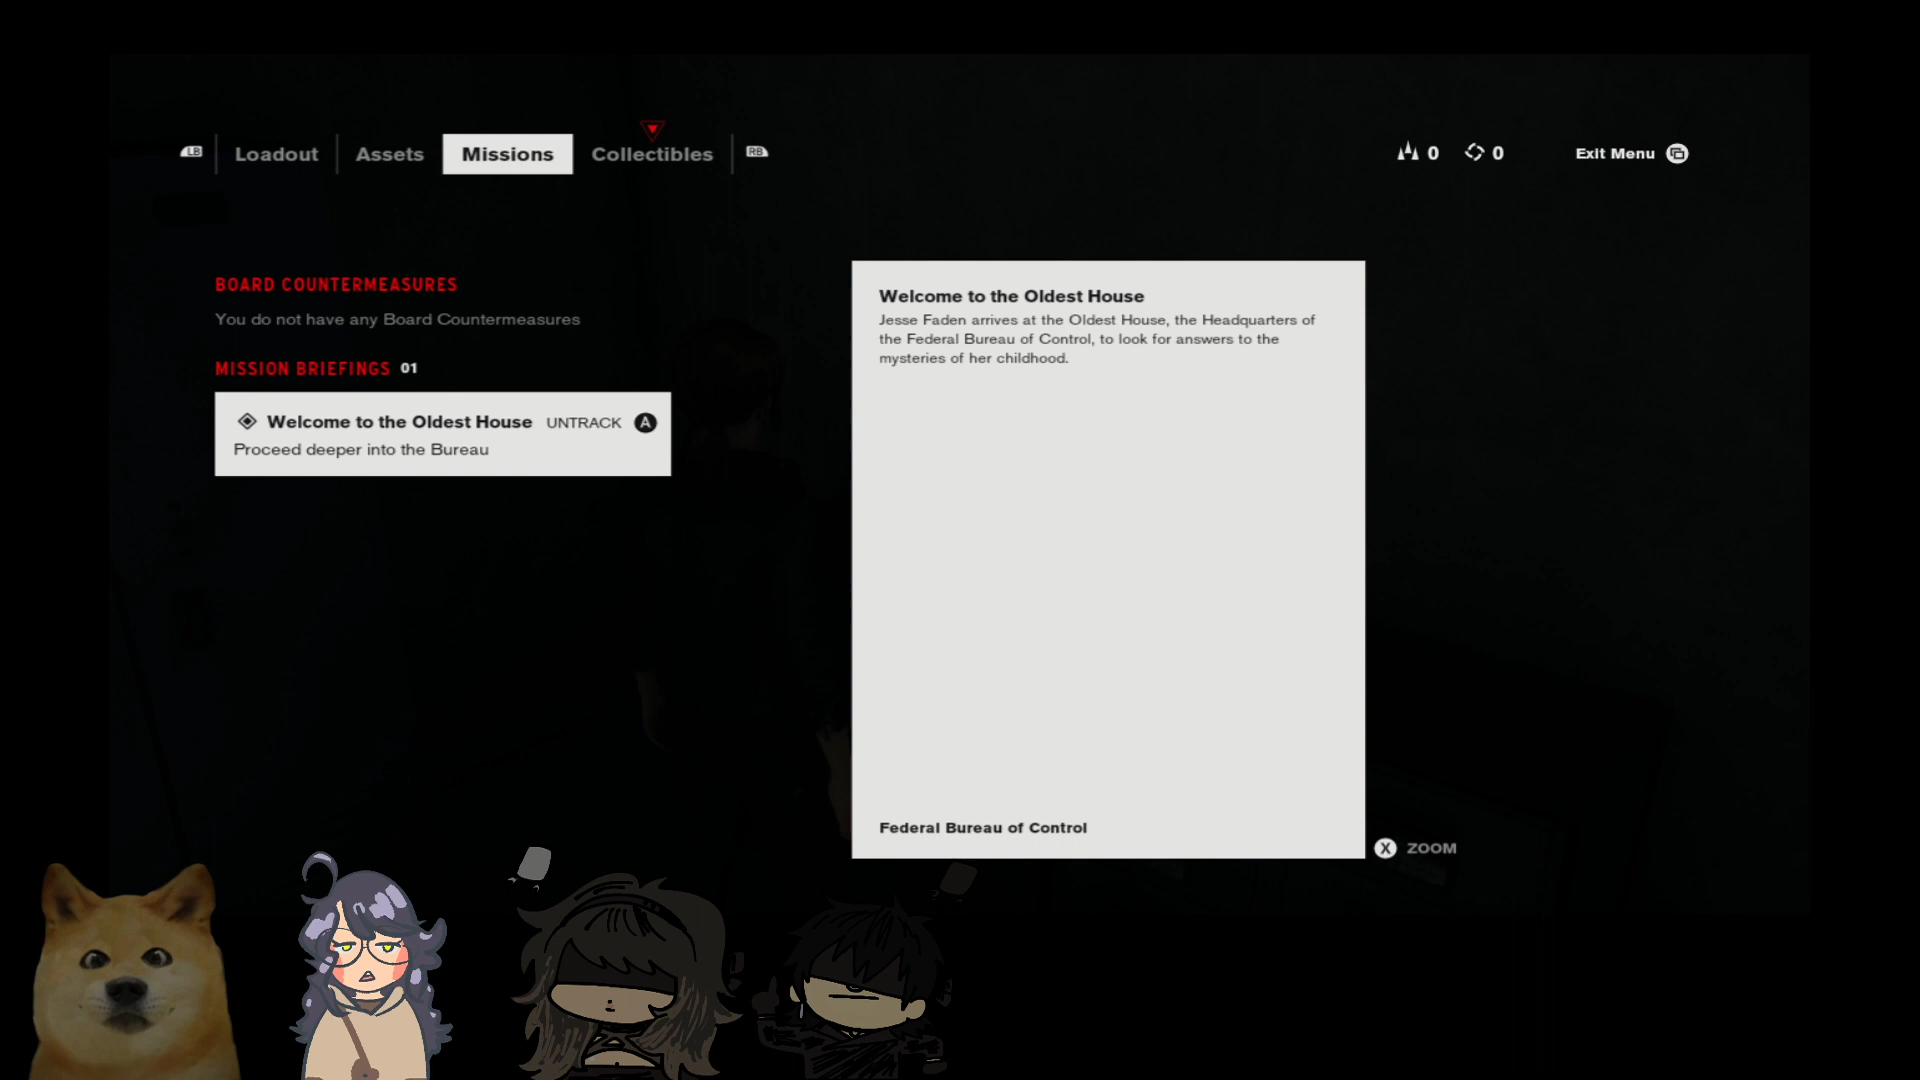 LB
Loadout
Assets
Missions
Collectibles
RB
0
0
Exit Menu
BOARD COUNTERMEASURES
You do not have any Board Countermeasures
MISSION BRIEFINGS 01
Welcome to the Oldest House UNTRACK A
Proceed deeper into the Bureau
Welcome to the Oldest House
Jesse Faden arrives at the Oldest House, the Headquarters of
the Federal Bureau of Control, to look for answers to the
mysteries of her childhood.
Federal Bureau of Control
X ZOOM